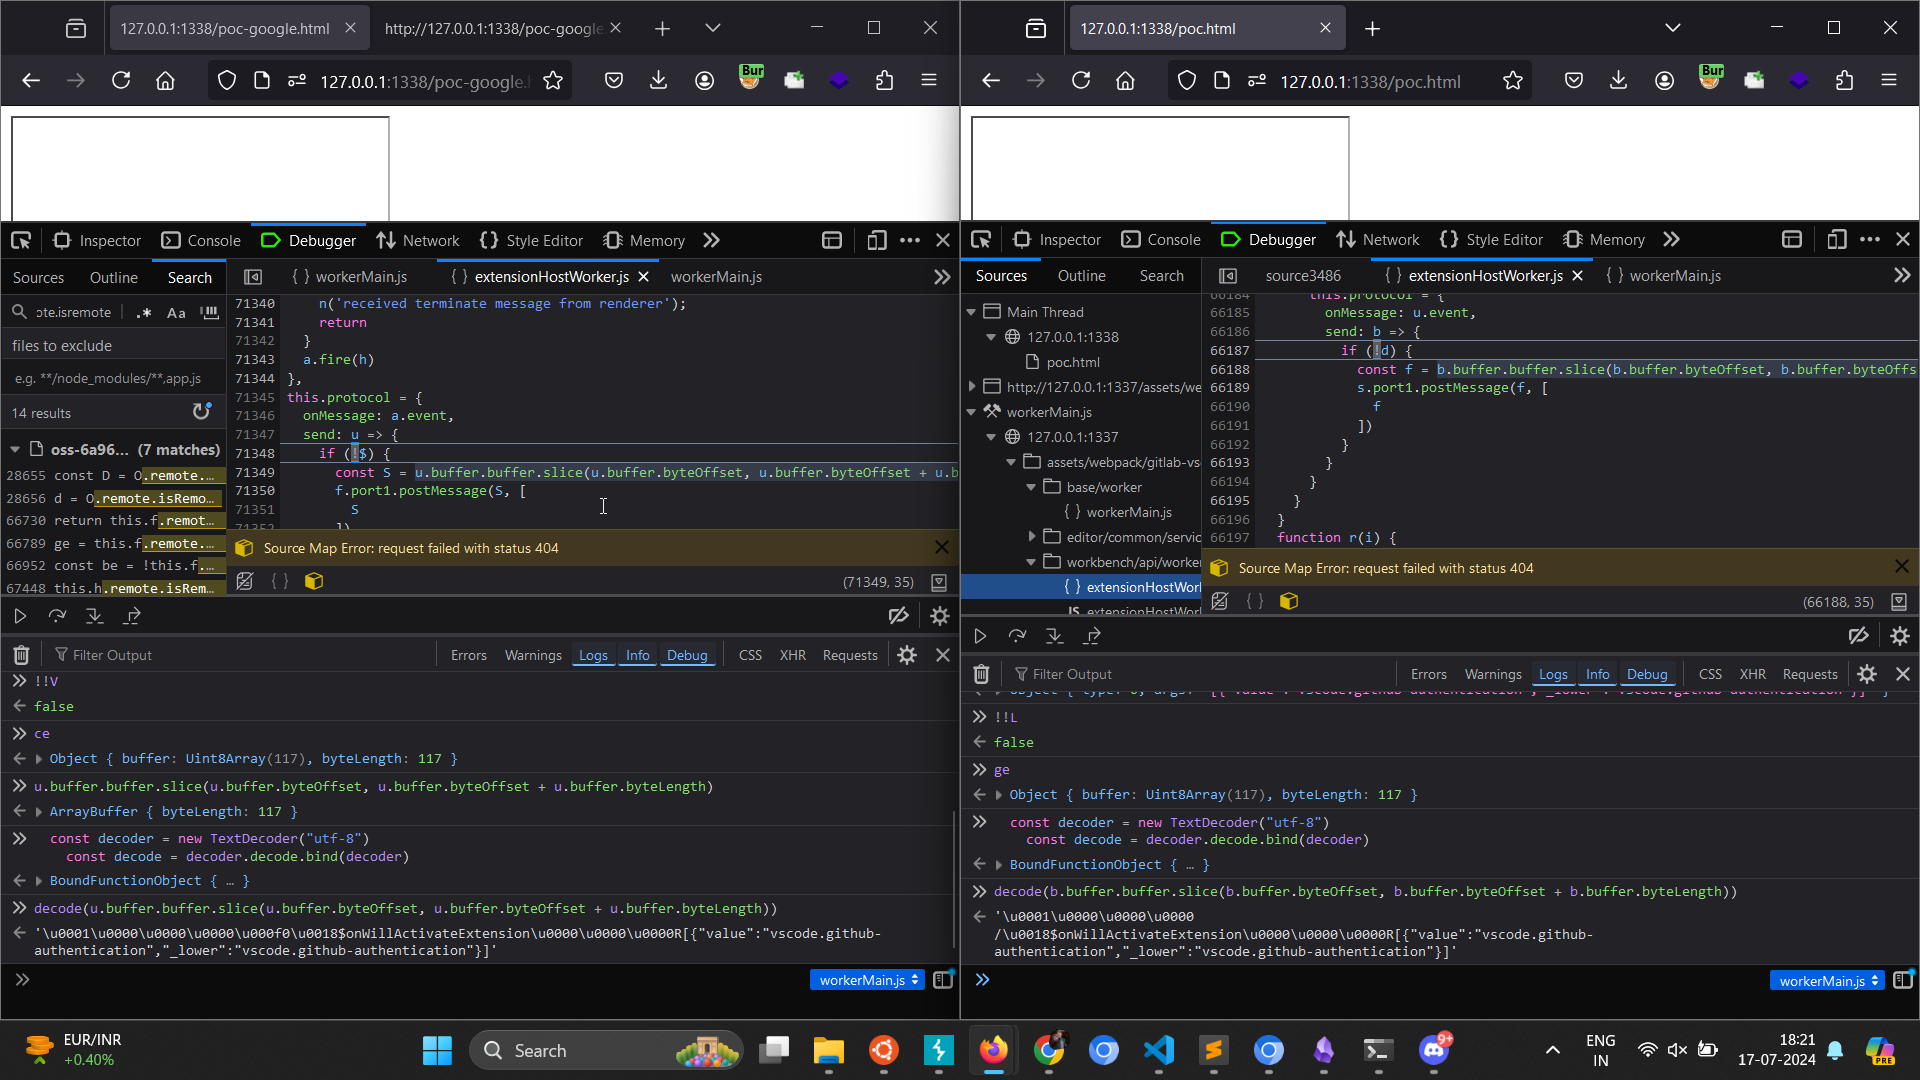 127.0.0.1:1338/poc-google.html
http://127.0.0.1:1338/poc-google
127.0.0.1:1338/poc-google.
Bur
Inspector
Console
Debugger
Network
Style Editor
Memory
Sources
Outline
Search
workerMain.js
extensionHostWorker.js
workerMain.js
ote.isremote
.*
Aa
files to exclude
e.g. **/node_modules/**,app.js
14 results
oss-6a96... (7 matches)
28655 const D = O.remote.…
28656 d = O.remote.isRemo…
66730 return this.f.remot…
66789 ge = this.f.remote.…
66952 const be = !this.f.…
67448 this.h.remote.isRem…
71340 n('received terminate message from renderer');
71341 return
71342 }
71343 a.fire(h)
71344 },
71345 this.protocol = {
71346 onMessage: a.event,
71347 send: u => {
71348 if (!$) {
71349 const S = u.buffer.buffer.slice(u.buffer.byteOffset, u.buffer.byteOffset + u.b
71350 f.port1.postMessage(S, [
71351 S
71352 ])
Source Map Error: request failed with status 404
{ }
(71349, 35)
Filter Output
Errors
Warnings
Logs
Info
Debug
CSS
XHR
Requests
!!V
false
ce
Object { buffer: Uint8Array(117), byteLength: 117 }
u.buffer.buffer.slice(u.buffer.byteOffset, u.buffer.byteOffset + u.buffer.byteLength)
ArrayBuffer { byteLength: 117 }
const decoder = new TextDecoder("utf-8")
const decode = decoder.decode.bind(decoder)
BoundFunctionObject { … }
decode(u.buffer.buffer.slice(u.buffer.byteOffset, u.buffer.byteOffset + u.buffer.byteLength))
'\u0001\u0000\u0000\u0000\u000f0\u0018$onWillActivateExtension\u0000\u0000\u0000R[{"value":"vscode.github-
authentication","_lower":"vscode.github-authentication"}]'
workerMain.js
127.0.0.1:1338/poc.html
127.0.0.1:1338/poc.html
Bur
Inspector
Console
Debugger
Network
Style Editor
Memory
Sources
Outline
Search
source3486
extensionHostWorker.js
workerMain.js
Main Thread
127.0.0.1:1338
poc.html
http://127.0.0.1:1337/assets/we
workerMain.js
127.0.0.1:1337
assets/webpack/gitlab-vs
base/worker
{ } workerMain.js
editor/common/servic
workbench/api/worker
{ } extensionHostWorl
JS extensionHostWorl
66184 this.protocol = {
66185 onMessage: u.event,
66186 send: b => {
66187 if (!d) {
66188 const f = b.buffer.buffer.slice(b.buffer.byteOffset, b.buffer.byteOffs
66189 s.port1.postMessage(f, [
66190 f
66191 ])
66192 }
66193 }
66194 }
66195 }
66196 }
66197 function r(i) {
Source Map Error: request failed with status 404
{ }
(66188, 35)
Filter Output
Errors
Warnings
Logs
Info
Debug
CSS
XHR
Requests
!!L
false
ge
Object { buffer: Uint8Array(117), byteLength: 117 }
const decoder = new TextDecoder("utf-8")
const decode = decoder.decode.bind(decoder)
BoundFunctionObject { … }
decode(b.buffer.buffer.slice(b.buffer.byteOffset, b.buffer.byteOffset + b.buffer.byteLength))
'\u0001\u0000\u0000\u0000
/\u0018$onWillActivateExtension\u0000\u0000\u0000R[{"value":"vscode.github-
authentication","_lower":"vscode.github-authentication"}]'
workerMain.js
EUR/INR
+0.40%
Search
9+
ENG
IN
18:21
17-07-2024
PRE